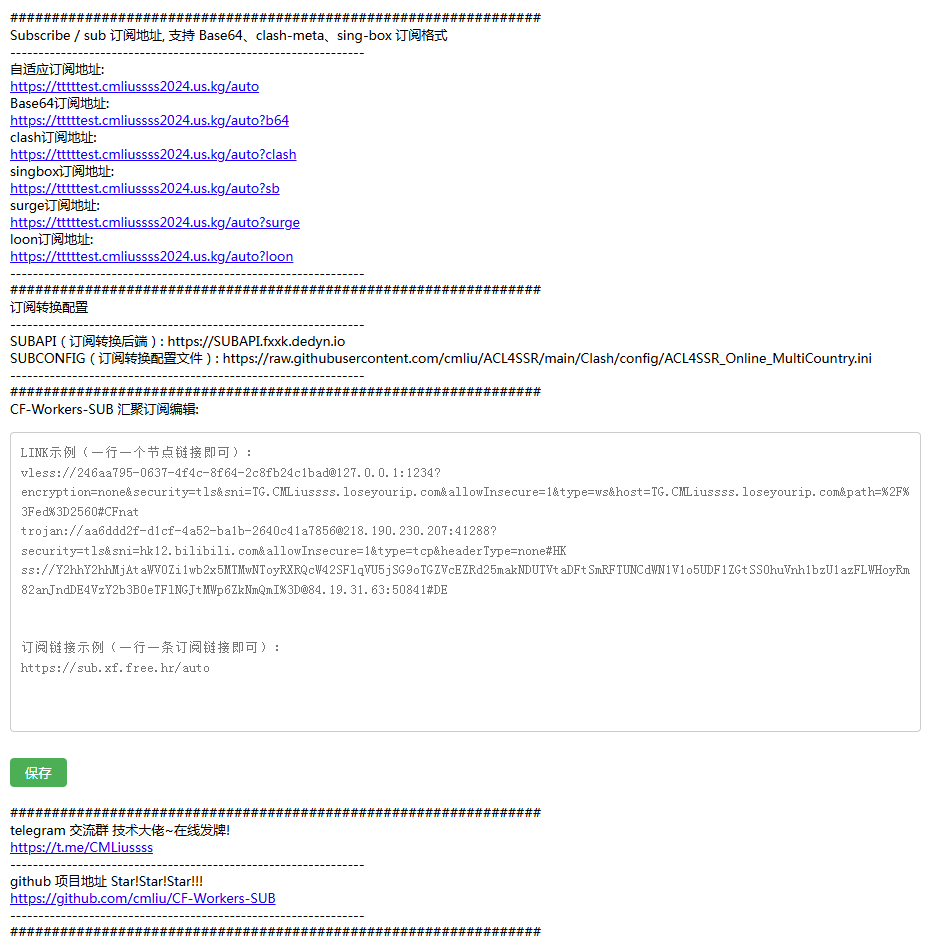 ################################################################
Subscribe / sub 订阅地址, 支持 Base64、clash-meta、sing-box 订阅格式
---------------------------------------------------------------
自适应订阅地址:
https://tttttest.cmliussss2024.us.kg/auto
Base64订阅地址:
https://tttttest.cmliussss2024.us.kg/auto?b64
clash订阅地址:
https://tttttest.cmliussss2024.us.kg/auto?clash
singbox订阅地址:
https://tttttest.cmliussss2024.us.kg/auto?sb
surge订阅地址:
https://tttttest.cmliussss2024.us.kg/auto?surge
loon订阅地址:
https://tttttest.cmliussss2024.us.kg/auto?loon
---------------------------------------------------------------
################################################################
订阅转换配置
---------------------------------------------------------------
SUBAPI（订阅转换后端）: https://SUBAPI.fxxk.dedyn.io
SUBCONFIG（订阅转换配置文件）: https://raw.githubusercontent.com/cmliu/ACL4SSR/main/Clash/config/ACL4SSR_Online_MultiCountry.ini
---------------------------------------------------------------
################################################################
CF-Workers-SUB 汇聚订阅编辑:
LINK示例（一行一个节点链接即可）:
vless://246aa795-0637-4f4c-8f64-2c8fb24c1bad@127.0.0.1:1234?
encryption=none&security=tls&sni=TG.CMLiussss.loseyourip.com&allowInsecure=1&type=ws&host=TG.CMLiussss.loseyourip.com&path=%2F%
3Fed%3D2560#CFnat
trojan://aa6ddd2f-d1cf-4a52-ba1b-2640c41a7856@218.190.230.207:41288?
security=tls&sni=hk12.bilibili.com&allowInsecure=1&type=tcp&headerType=none#HK
ss://Y2hhY2hhMjAtaWV0Zi1wb2x5MTMwNToyRXRQcW42SFlqVU5jSG9oTGZVcEZRd25makNDUTVtaDFtSmRFTUNCdWN1V1o5UDF1ZGtSS0huVnh1bzU1azFLWHoyRm
82anJndDE4VzY2b3B0eTFlNGJtMWp6ZkNmQmI%3D@84.19.31.63:50841#DE
订阅链接示例（一行一条订阅链接即可）:
https://sub.xf.free.hr/auto
保存
################################################################
telegram 交流群 技术大佬~在线发牌!
https://t.me/CMLiussss
---------------------------------------------------------------
github 项目地址 Star!Star!Star!!!
https://github.com/cmliu/CF-Workers-SUB
---------------------------------------------------------------
################################################################